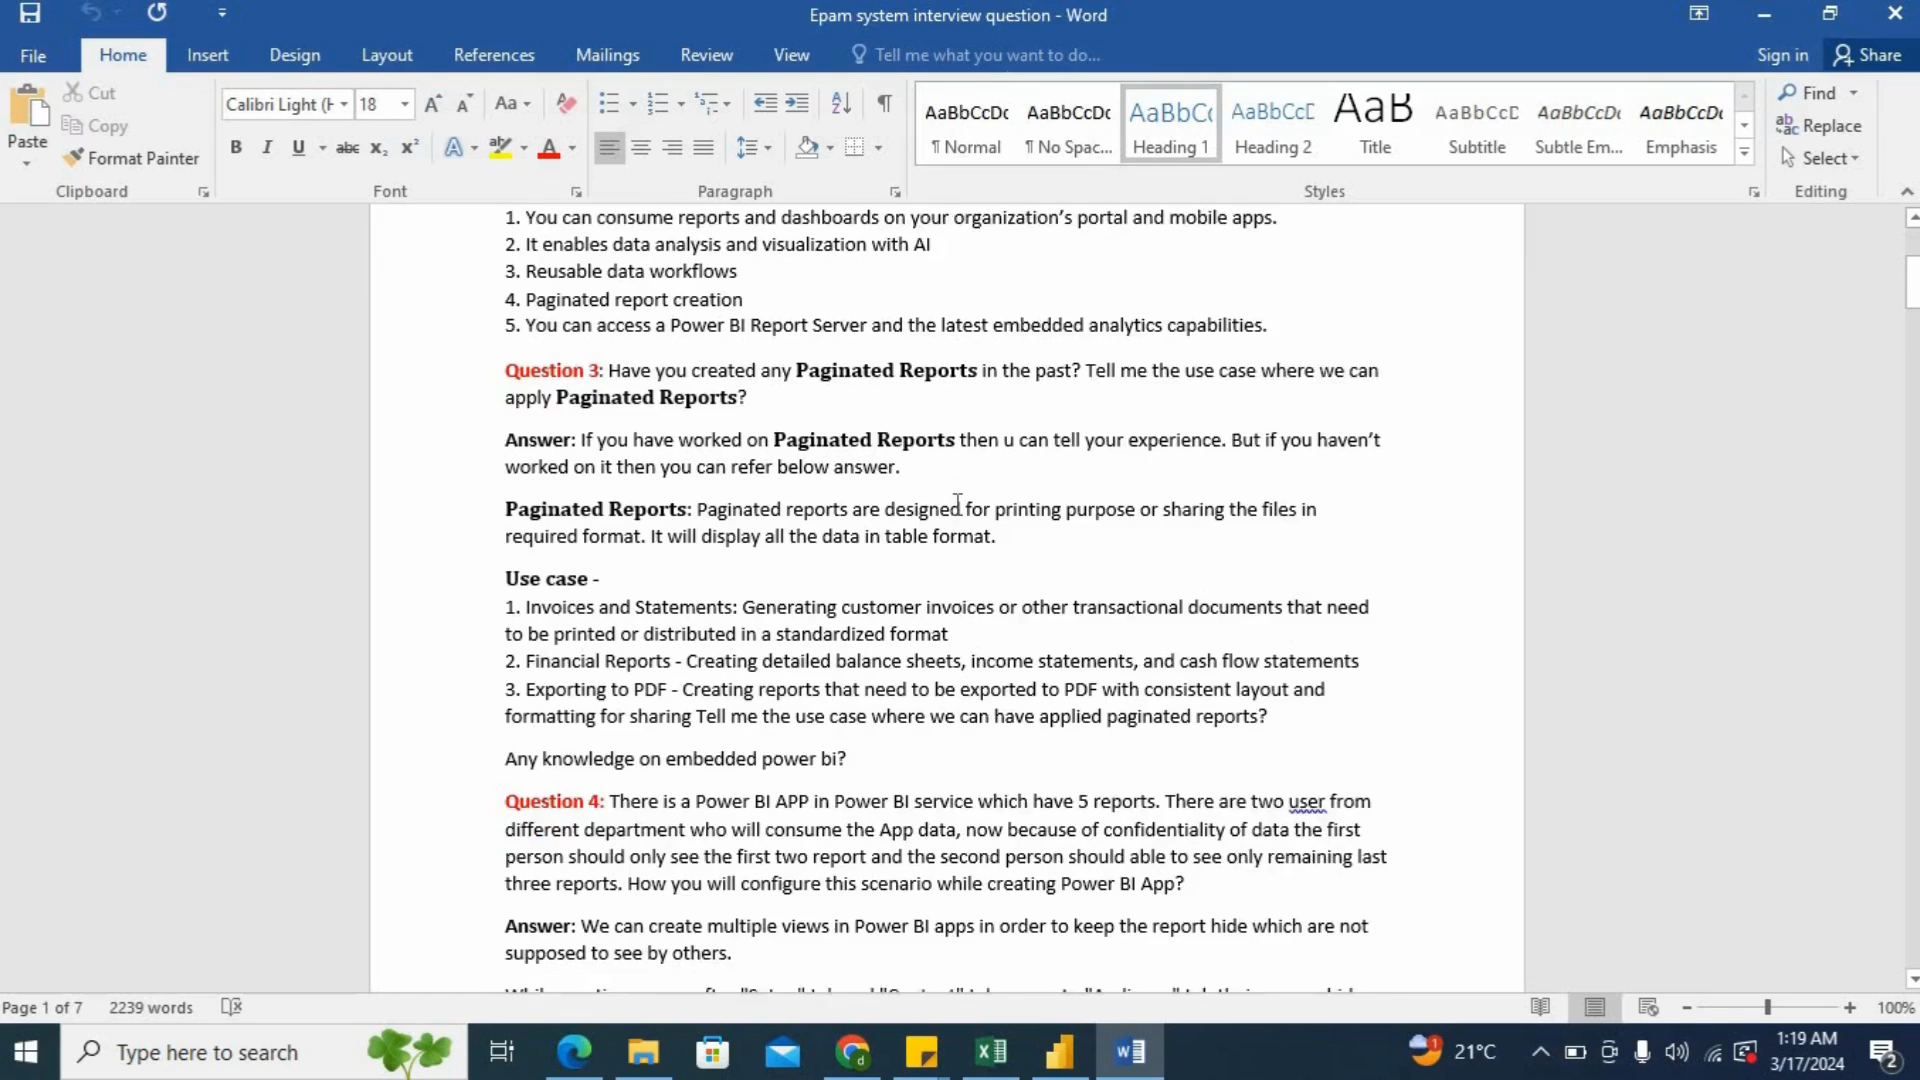 Epam system interview question - Word
File Home Insert Design Layout References Mailings Review View Tell me what you want to do... Sign in Share
Paste
Cut
Copy
Format Painter
Clipboard
Calibri Light (H 18
Font
Paragraph
AaBbCcDc ¶ Normal
AaBbCcDc ¶ No Spac...
AaBbCc Heading 1
AaBbCcD Heading 2
AaB Title
AaBbCcD Subtitle
AaBbCcDc Subtle Em...
AaBbCcDc Emphasis
Styles
Find
Replace
Select
Editing
1. You can consume reports and dashboards on your organization’s portal and mobile apps.
2. It enables data analysis and visualization with AI
3. Reusable data workflows
4. Paginated report creation
5. You can access a Power BI Report Server and the latest embedded analytics capabilities.
Question 3: Have you created any Paginated Reports in the past? Tell me the use case where we can
apply Paginated Reports?
Answer: If you have worked on Paginated Reports then u can tell your experience. But if you haven’t
worked on it then you can refer below answer.
Paginated Reports: Paginated reports are designed for printing purpose or sharing the files in
required format. It will display all the data in table format.
Use case -
1. Invoices and Statements: Generating customer invoices or other transactional documents that need
to be printed or distributed in a standardized format
2. Financial Reports - Creating detailed balance sheets, income statements, and cash flow statements
3. Exporting to PDF - Creating reports that need to be exported to PDF with consistent layout and
formatting for sharing Tell me the use case where we can have applied paginated reports?
Any knowledge on embedded power bi?
Question 4: There is a Power BI APP in Power BI service which have 5 reports. There are two user from
different department who will consume the App data, now because of confidentiality of data the first
person should only see the first two report and the second person should able to see only remaining last
three reports. How you will configure this scenario while creating Power BI App?
Answer: We can create multiple views in Power BI apps in order to keep the report hide which are not
supposed to see by others.
Page 1 of 7 2239 words 100%
Type here to search
21°C
1:19 AM
3/17/2024
2